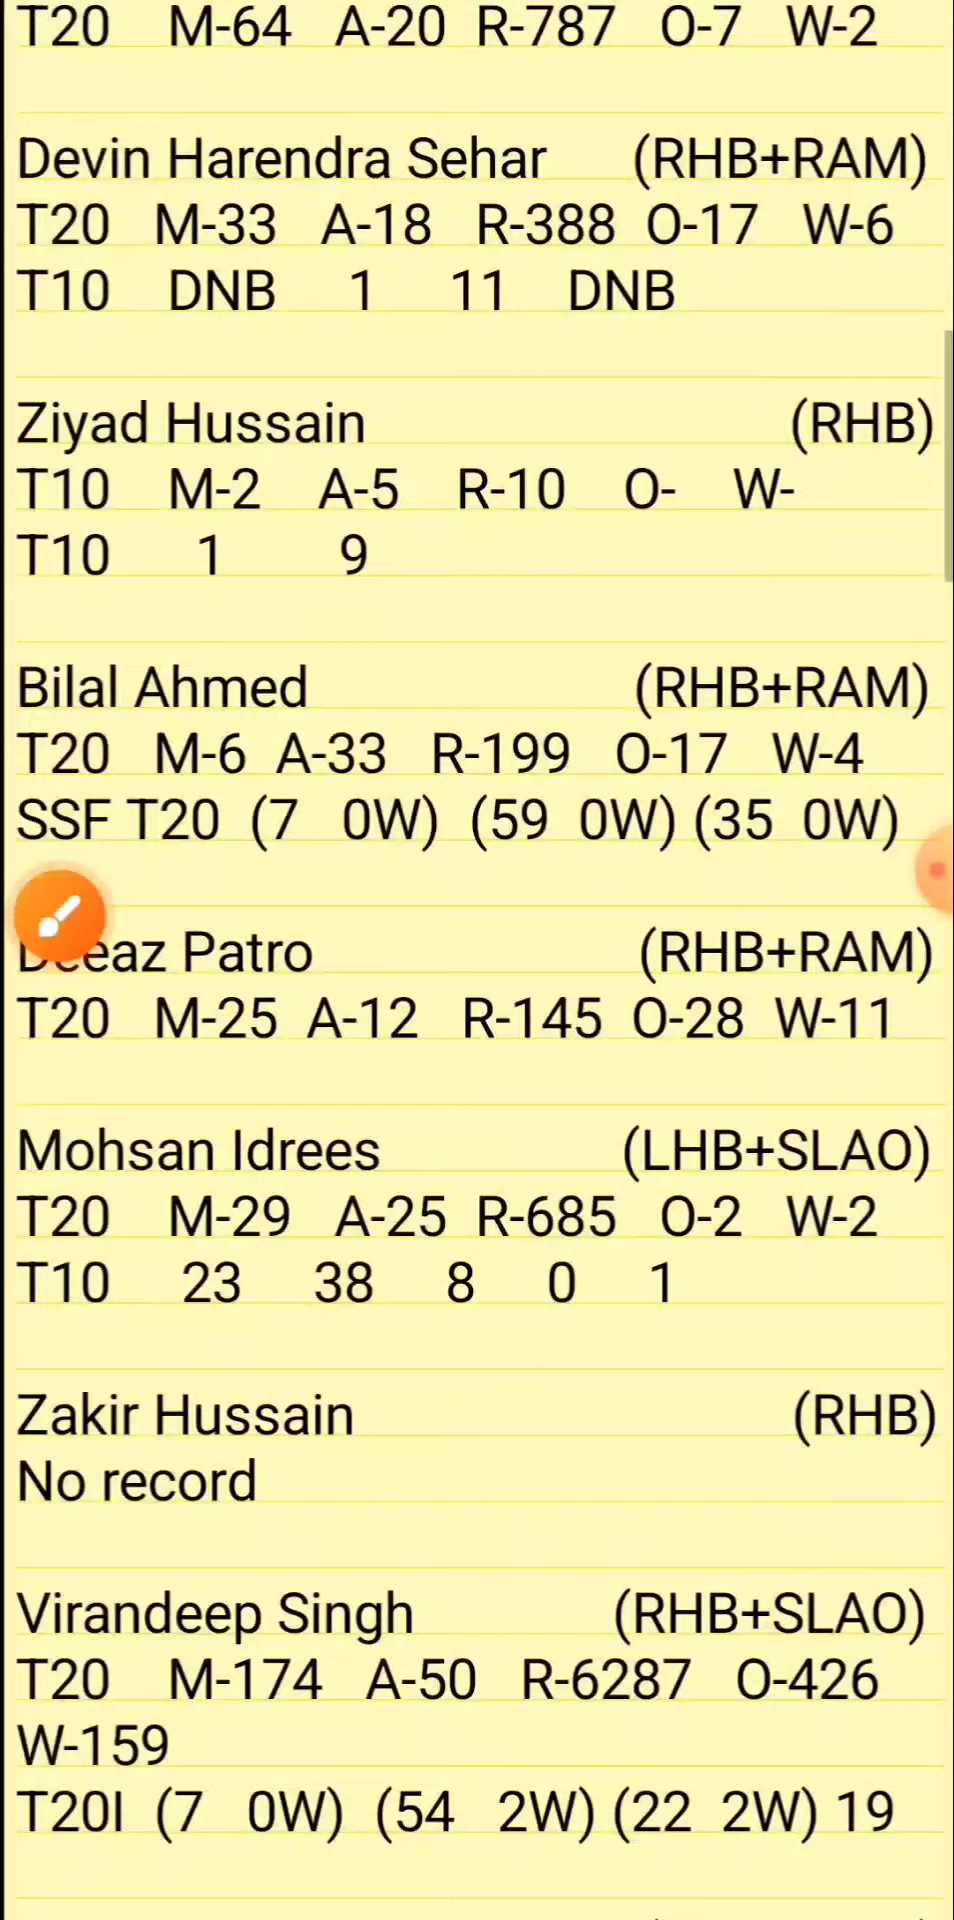 T20 M-64 A-20 R-787 O-7 W-2
Devin Harendra Sehar (RHB+RAM)
T20 M-33 A-18 R-388 O-17 W-6
T10 DNB 1 11 DNB
Ziyad Hussain (RHB)
T10 M-2 A-5 R-10 O- W-
T10 1 9
Bilal Ahmed (RHB+RAM)
T20 M-6 A-33 R-199 O-17 W-4
SSF T20 (7 0W) (59 0W) (35 0W)
Patro (RHB+RAM)
T20 M-25 A-12 R-145 O-28 W-11
Mohsan Idrees (LHB+SLAO)
T20 M-29 A-25 R-685 O-2 W-2
T10 23 38 8 0 1
Zakir Hussain (RHB)
No record
Virandeep Singh (RHB+SLAO)
T20 M-174 A-50 R-6287 O-426
W-159
T20I (7 0W) (54 2W) (22 2W) 19